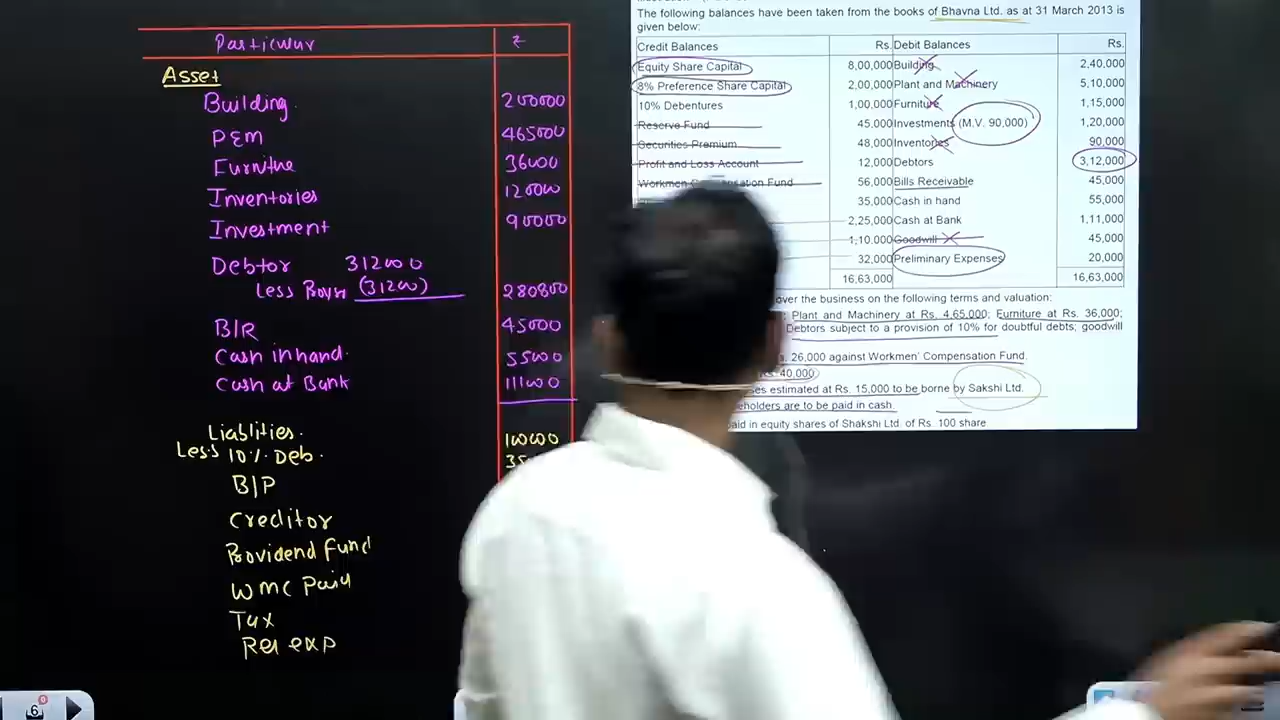 Particular ₹
Asset
Building. 200000
P&M 465000
Furniture 36000
Inventories 120000
Investment 90000
Debtor 312000
Less Provn (31200) 280800
B/R 45000
Cash in hand. 55000
Cash at Bank 111000
Liablities.
Less 10% Deb. 100000
B/P 35
Creditor
Providend Fund
WMC Paid
Tax
Rel exp
6
The following balances have been taken from the books of Bhavna Ltd. as at 31 March 2013 is
given below:
Credit Balances Rs. Debit Balances Rs.
Equity Share Capital 8,00,000 Building 2,40.000
8% Preference Share Capital 2,00,000 Plant and Machinery 5,10,000
10% Debentures 1,00,000 Furniture 1,15,000
Reserve Fund 45.000 Investments (M.V. 90,000) 1,20,000
Securities Premium 48,000 Inventories 90,000
Profit and Loss Account 12,000 Debtors 3,12,000
Workmen Compensation Fund 56,000 Bills Receivable 45,000
35,000 Cash in hand 55,000
2,25,000 Cash at Bank 1,11,000
1,10.000 Goodwill 45,000
32,000 Preliminary Expenses 20,000
16,63,000 16,63,000
over the business on the following terms and valuation:
Plant and Machinery at Rs. 4,65,000; Furniture at Rs. 36,000;
Debtors subject to a provision of 10% for doubtful debts; goodwill
26,000 against Workmen' Compensation Fund.
Rs. 40,000
estimated at Rs. 15,000 to be borne by Sakshi Ltd.
are to be paid in cash
paid in equity shares of Shakshi Ltd. of Rs. 100 share